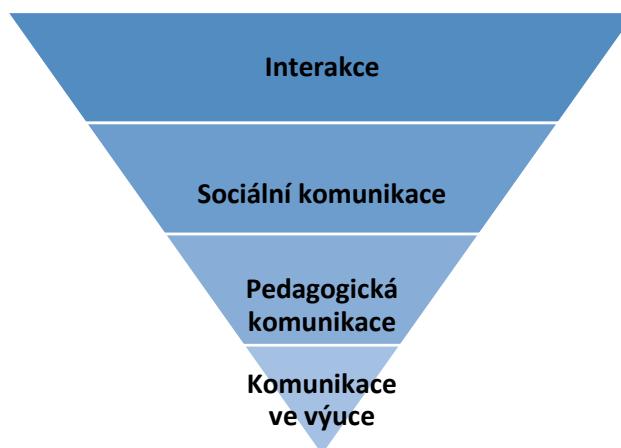 Interakce
Sociální komunikace
Pedagogická
komunikace
Komunikace
ve výuce